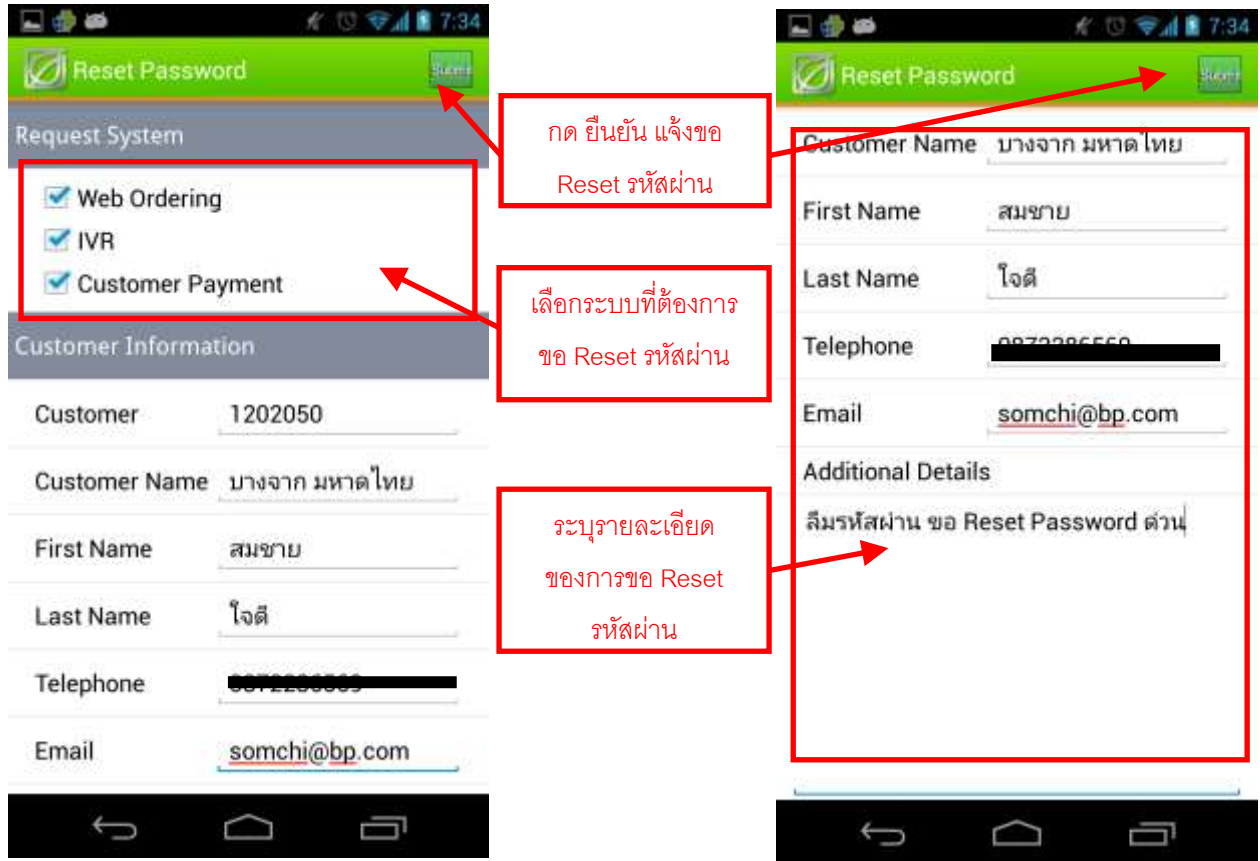 7:34
Reset Password
Request System
Web Ordering
IVR
Customer Payment
Customer Information
Customer 1202050
Customer Name บางจาก มหาดไทย
First Name สมชาย
Last Name ใจดี
Telephone
Email somchi@bp.com
กด ยืนยัน แจ้งขอ
Reset รหัสผ่าน
เลือกระบบที่ต้องการ
ขอ Reset รหัสผ่าน
ระบุรายละเอียด
ของการขอ Reset
รหัสผ่าน
7:34
Reset Password
Customer Name บางจาก มหาดไทย
First Name สมชาย
Last Name ใจดี
Telephone
Email somchi@bp.com
Additional Details
ลืมรหัสผ่าน ขอ Reset Password ด่วน